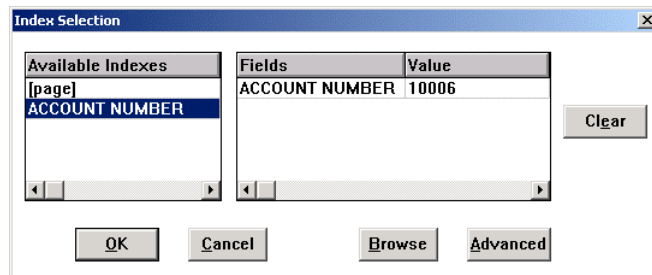 Index Selection
Available Indexes
[page]
ACCOUNT NUMBER
Fields Value
ACCOUNT NUMBER 10006
Clear
OK Cancel Browse Advanced